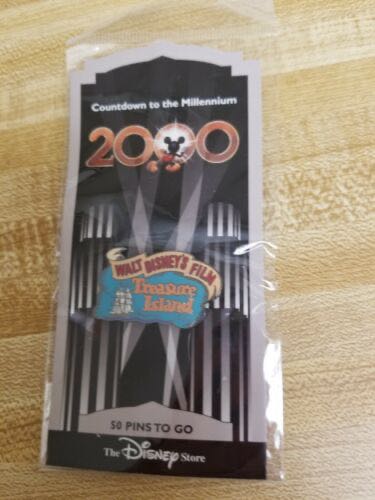 Countdown to the Millennium
2000
WALT DISNEY'S FILM
Treasure
Island
50 PINS TO GO
The Disney Store